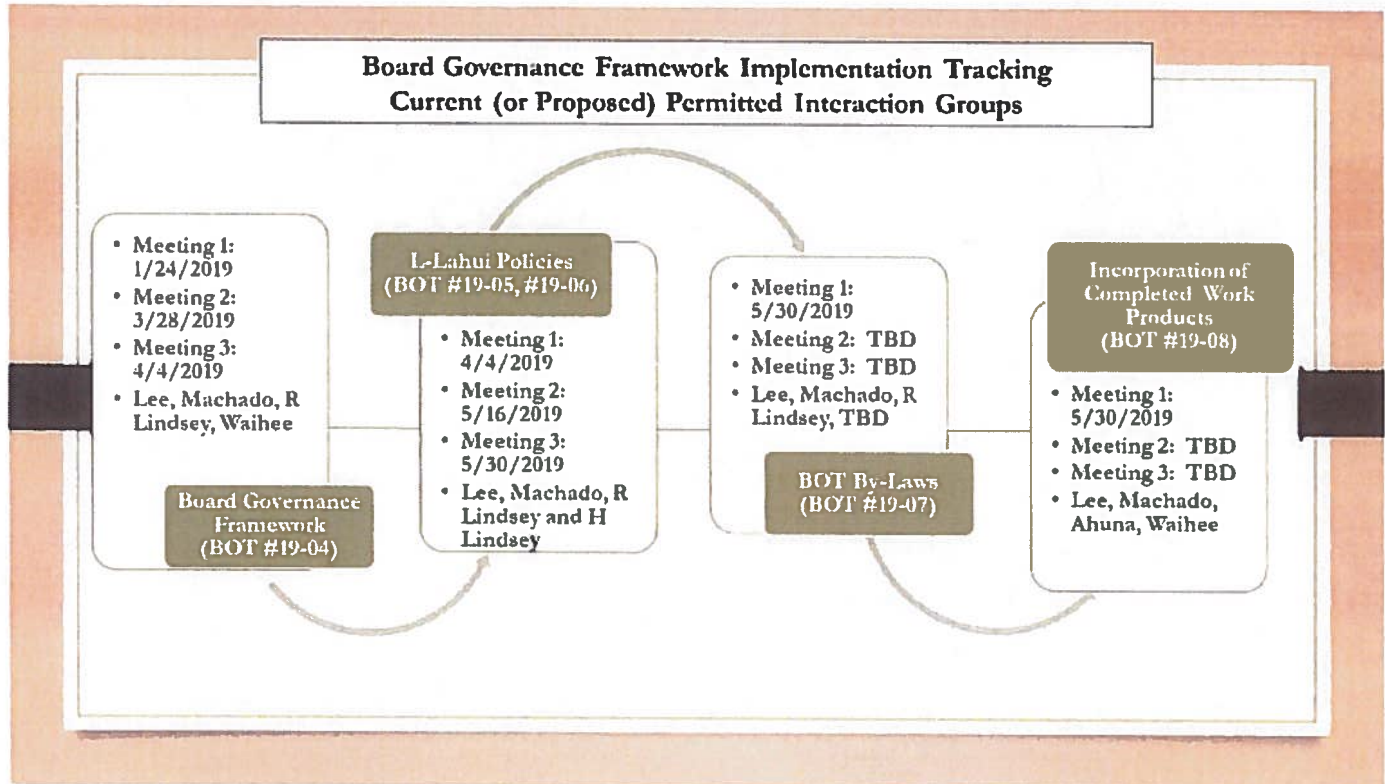 Board Governance Framework Implementation Tracking
Current (or Proposed) Permitted Interaction Groups
• Meeting 1:
1/24/2019
• Meeting 2:
3/28/2019
• Meeting 3:
4/4/2019
• Lee, Machado, R
Lindsey, Waihee
Board Governance
Framework
(BOT #19-04)
L-Lahui Policies
(BOT #19-05, #19-06)
• Meeting 1:
4/4/2019
• Meeting 2:
5/16/2019
• Meeting 3:
5/30/2019
• Lee, Machado, R
Lindsey and H
Lindsey
• Meeting 1:
5/30/2019
• Meeting 2: TBD
• Meeting 3: TBD
• Lee, Machado, R
Lindsey, TBD
BOT By-Laws
(BOT #19-07)
Incorporation of
Completed Work
Products
(BOT #19-08)
• Meeting 1:
5/30/2019
• Meeting 2: TBD
• Meeting 3: TBD
• Lee, Machado,
Ahuna, Waihee